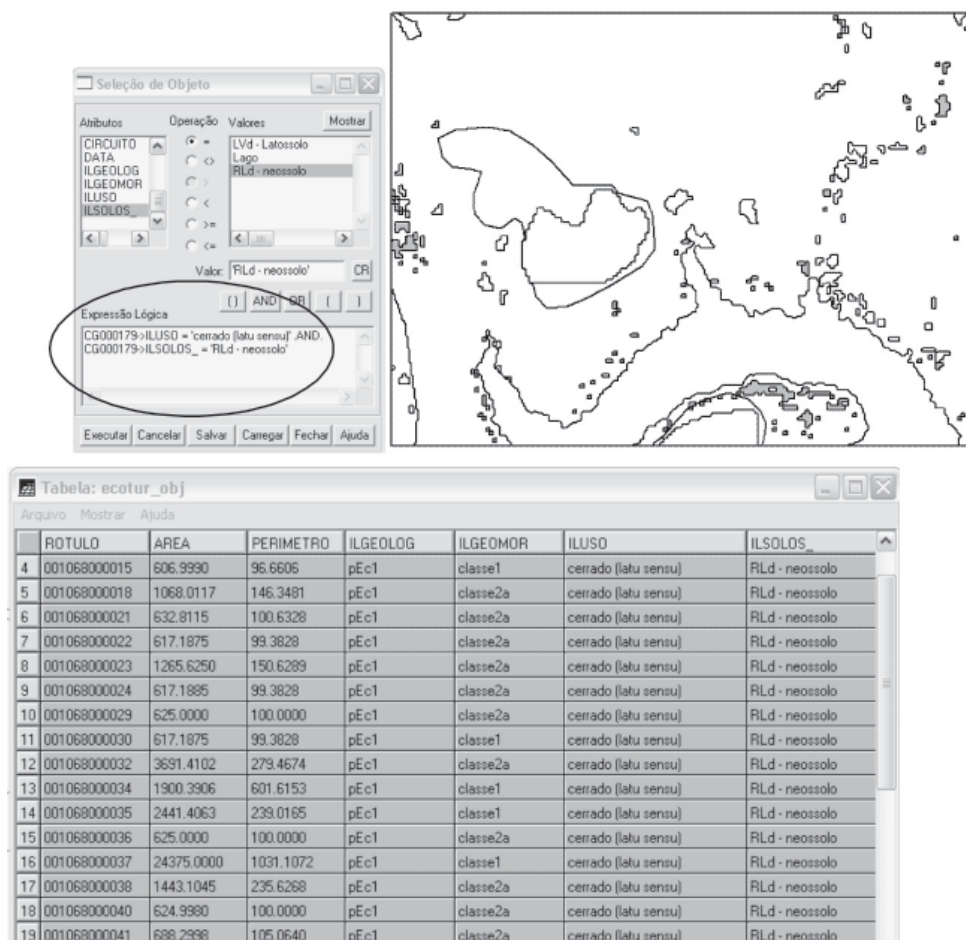 Seleção de Objeto
Atributos Operação Valores Mostrar
CIRCUITO
DATA
ILGEOLOG
ILGEOMOR
ILUSO
ILSOLOS_
=
<>
>
<
>=
<=
LVd - Latossolo
Lago
RLd - neossolo
Valor: 'RLd - neossolo' CR
() AND OR ( )
Expressão Lógica
CG000179->ILUSO = 'cerrado (latu sensu)' .AND.
CG000179->ILSOLOS_ = 'RLd - neossolo'
Executar Cancelar Salvar Carregar Fechar Ajuda
Tabela: ecotur_obj
Arquivo Mostrar Ajuda
ROTULO AREA PERIMETRO ILGEOLOG ILGEOMOR ILUSO ILSOLOS_
4 001068000015 606.9990 96.6606 pEc1 classe1 cerrado (latu sensu) RLd - neossolo
5 001068000018 1068.0117 146.3481 pEc1 classe2a cerrado (latu sensu) RLd - neossolo
6 001068000021 632.8115 100.6328 pEc1 classe2a cerrado (latu sensu) RLd - neossolo
7 001068000022 617.1875 99.3828 pEc1 classe2a cerrado (latu sensu) RLd - neossolo
8 001068000023 1265.6250 150.6289 pEc1 classe2a cerrado (latu sensu) RLd - neossolo
9 001068000024 617.1885 99.3828 pEc1 classe2a cerrado (latu sensu) RLd - neossolo
10 001068000029 625.0000 100.0000 pEc1 classe2a cerrado (latu sensu) RLd - neossolo
11 001068000030 617.1875 99.3828 pEc1 classe1 cerrado (latu sensu) RLd - neossolo
12 001068000032 3691.4102 279.4674 pEc1 classe2a cerrado (latu sensu) RLd - neossolo
13 001068000034 1900.3906 601.6153 pEc1 classe1 cerrado (latu sensu) RLd - neossolo
14 001068000035 2441.4063 239.0165 pEc1 classe1 cerrado (latu sensu) RLd - neossolo
15 001068000036 625.0000 100.0000 pEc1 classe2a cerrado (latu sensu) RLd - neossolo
16 001068000037 24375.0000 1031.1072 pEc1 classe1 cerrado (latu sensu) RLd - neossolo
17 001068000038 1443.1045 235.6268 pEc1 classe2a cerrado (latu sensu) RLd - neossolo
18 001068000040 624.9980 100.0000 pEc1 classe2a cerrado (latu sensu) RLd - neossolo
19 001068000041 688.2998 105.0640 pEc1 classe2a cerrado (latu sensu) RLd - neossolo